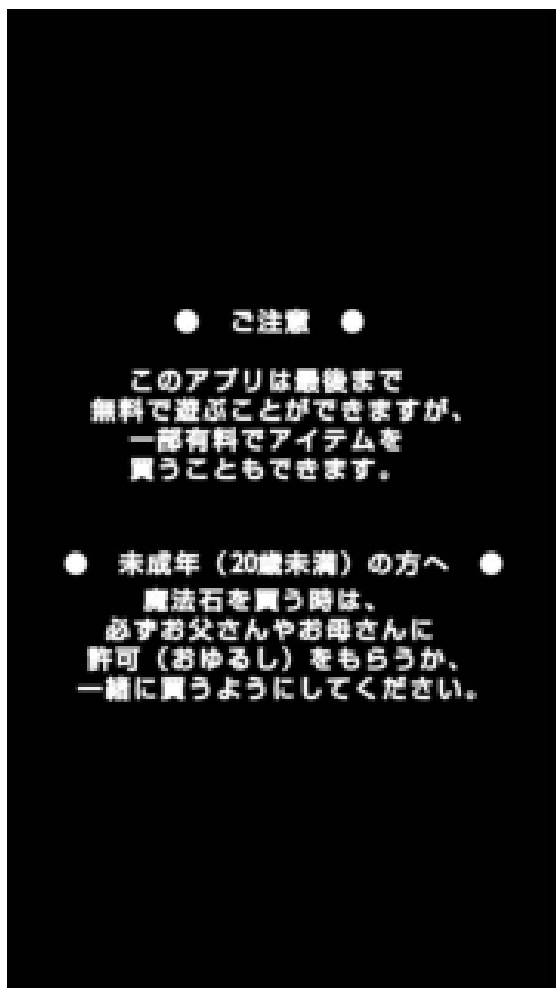 ● ご注意 ●
このアプリは最後まで
無料で遊ぶことができますが、
一部有料でアイテムを
買うこともできます。
● 未成年（20歳未満）の方へ ●
魔法石を買う時は、
必ずお父さんやお母さんに
許可（おゆるし）をもらうか、
一緒に買うようにしてください。